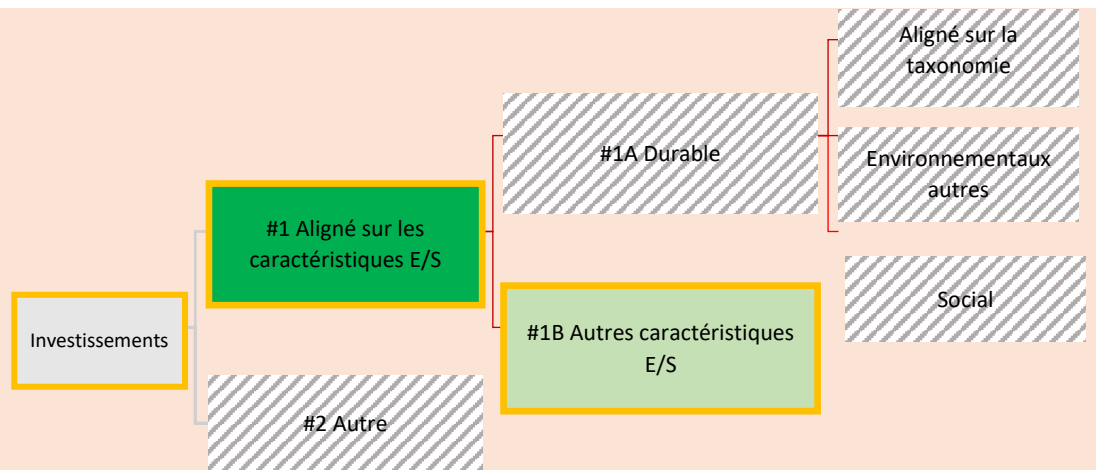 Aligné sur la
taxonomie
#1A Durable
Environnementaux
autres
#1 Aligné sur les
caractéristiques E/S
Social
Investissements
#1B Autres caractéristiques
E/S
#2 Autre